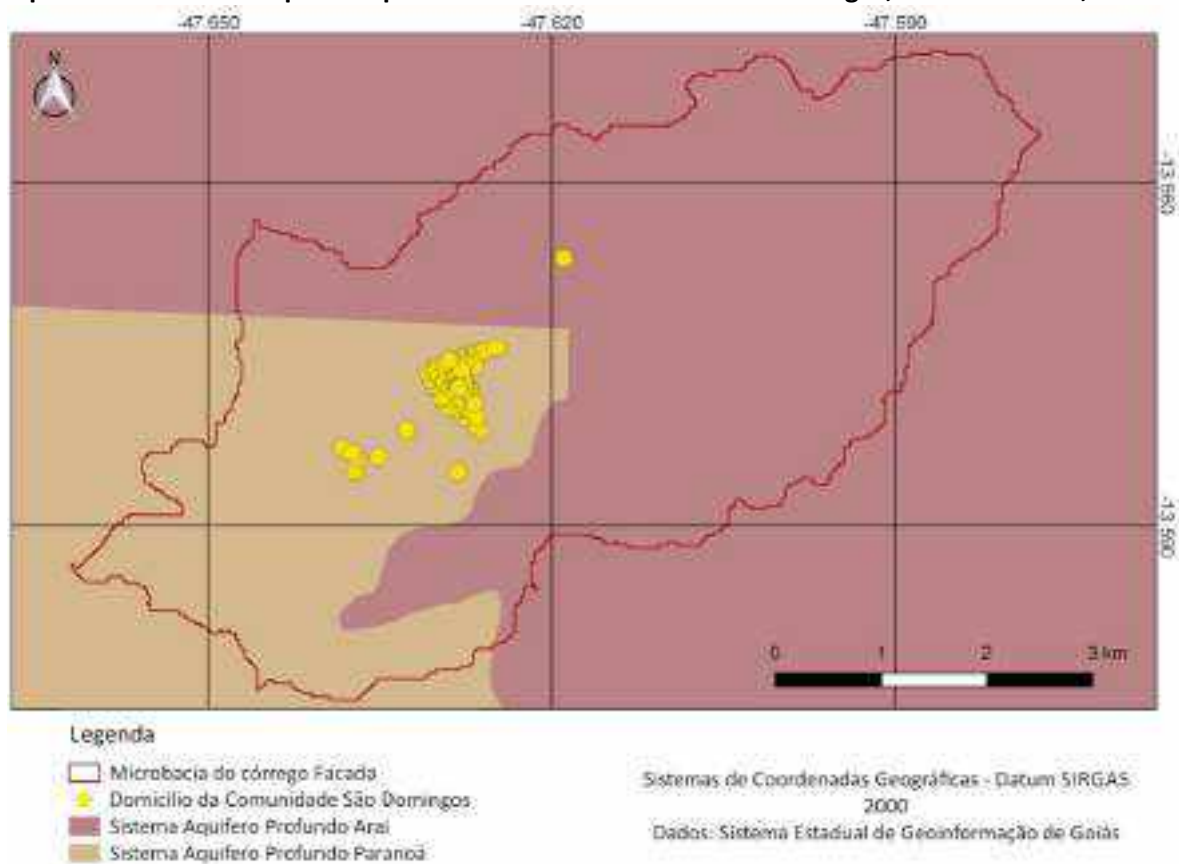 -47 650 -47 620 -47 590
N
-13 560
-13 590
0 1 2 3 km
Legenda
Microbacia do córrego Facada
Domicílio da Comunidade São Domingos
Sistema Aquífero Profundo Araí
Sistema Aquífero Profundo Paranoá
Sistemas de Coordenadas Geográficas - Datum SIRGAS
2000
Dados: Sistema Estadual de Geoinformação de Goiás